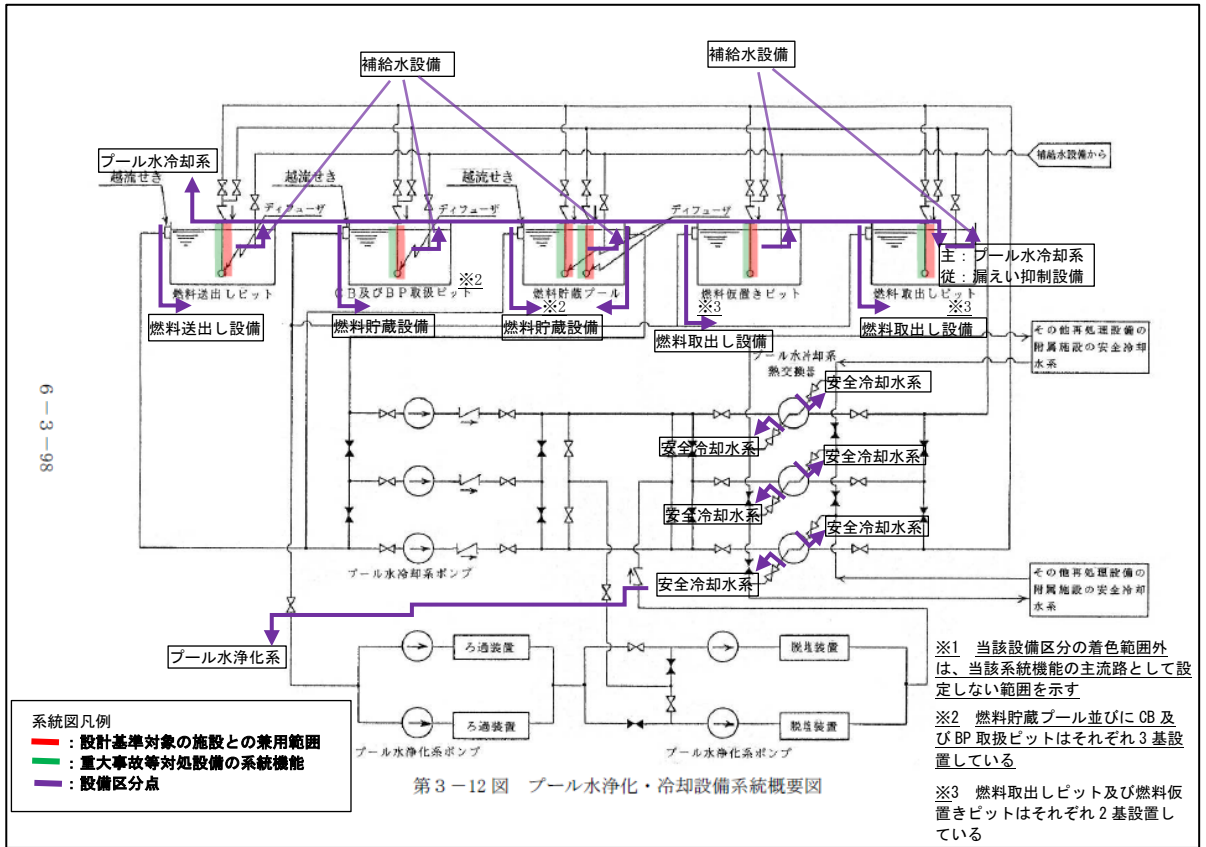 補給水設備
補給水設備
プール水冷却系
補給水設備から
越流せき
越流せき
越流せき
ディフューザ
ディフューザ
ディフューザ
主：プール水冷却系
従：漏えい抑制設備
燃料送出しピット
CB及びBP取扱ピット
※2
燃料貯蔵プール
燃料仮置きピット
燃料取出しピット
※2
※3
※3
燃料送出し設備
燃料貯蔵設備
燃料貯蔵設備
燃料取出し設備
燃料取出し設備
その他再処理設備の
附属施設の安全冷却
水系
プール水冷却系
熱交換器
安全冷却水系
安全冷却水系
安全冷却水系
安全冷却水系
安全冷却水系
安全冷却水系
プール水冷却系ポンプ
その他再処理設備の
附属施設の安全冷却
水系
プール水浄化系
ろ過装置
脱塩装置
ろ過装置
脱塩装置
プール水浄化系ポンプ
プール水浄化系ポンプ
6－3－98
系統図凡例
：設計基準対象の施設との兼用範囲
：重大事故等対処設備の系統機能
：設備区分点
第3－12図 プール水浄化・冷却設備系統概要図
※1 当該設備区分の着色範囲外
は、当該系統機能の主流路として設
定しない範囲を示す
※2 燃料貯蔵プール並びに CB 及
び BP 取扱ピットはそれぞれ 3 基設
置している
※3 燃料取出しピット及び燃料仮
置きピットはそれぞれ 2 基設置して
いる